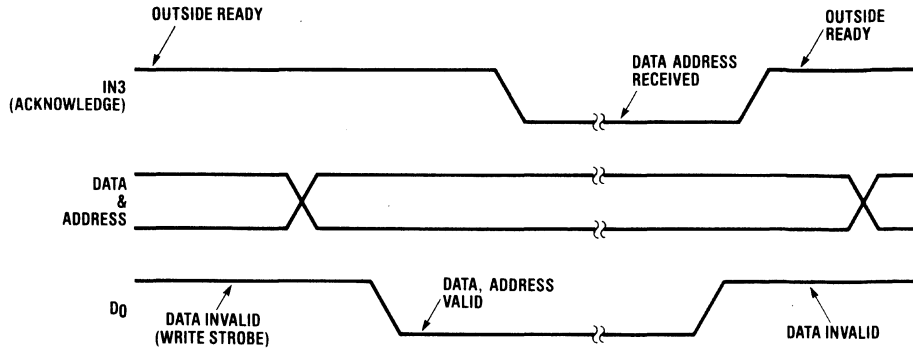 OUTSIDE READY
OUTSIDE
READY
IN3
(ACKNOWLEDGE)
DATA ADDRESS
RECEIVED
DATA
&
ADDRESS
D0
DATA INVALID
(WRITE STROBE)
DATA, ADDRESS
VALID
DATA INVALID